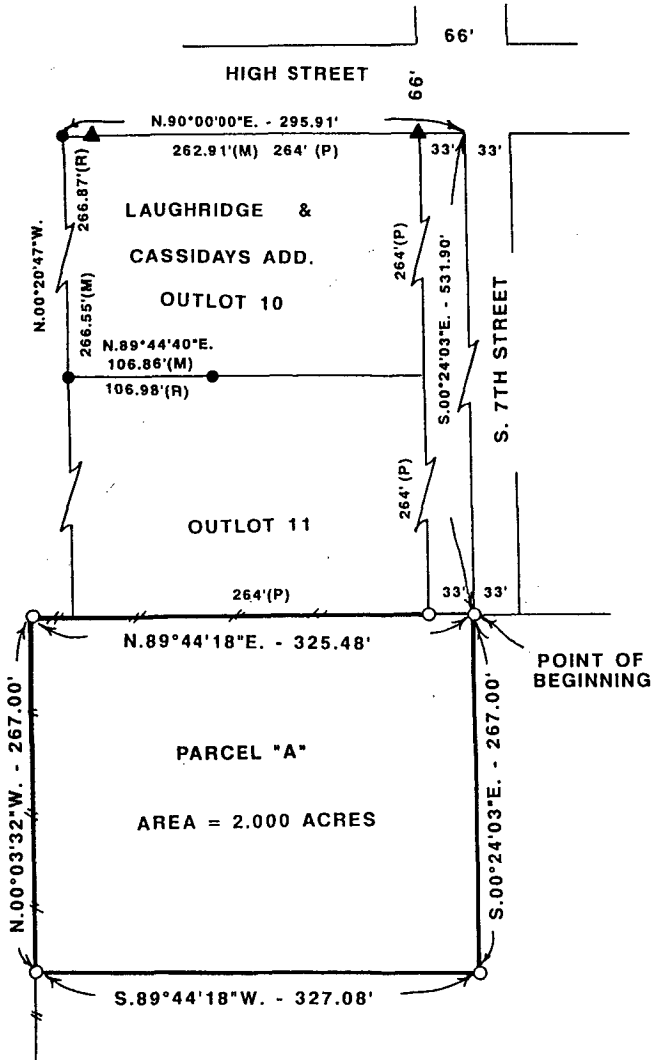 66'
HIGH STREET
66'
N.90°00'00"E. - 295.91'
262.91'(M) 264' (P)
33' 33'
266.87'(R)
LAUGHRIDGE &
CASSIDAYS ADD.
OUTLOT 10
N.00°20'47"W.
266.55'(M)
264'(P)
S.00°24'03"E. - 531.90'
S. 7TH STREET
N.89°44'40"E.
106.86'(M)
106.98'(R)
OUTLOT 11
264' (P)
264'(P)
33' 33'
N.89°44'18"E. - 325.48'
POINT OF
BEGINNING
PARCEL "A"
AREA = 2.000 ACRES
N.00°03'32"W. - 267.00'
S.00°24'03"E. - 267.00'
S.89°44'18"W. - 327.08'